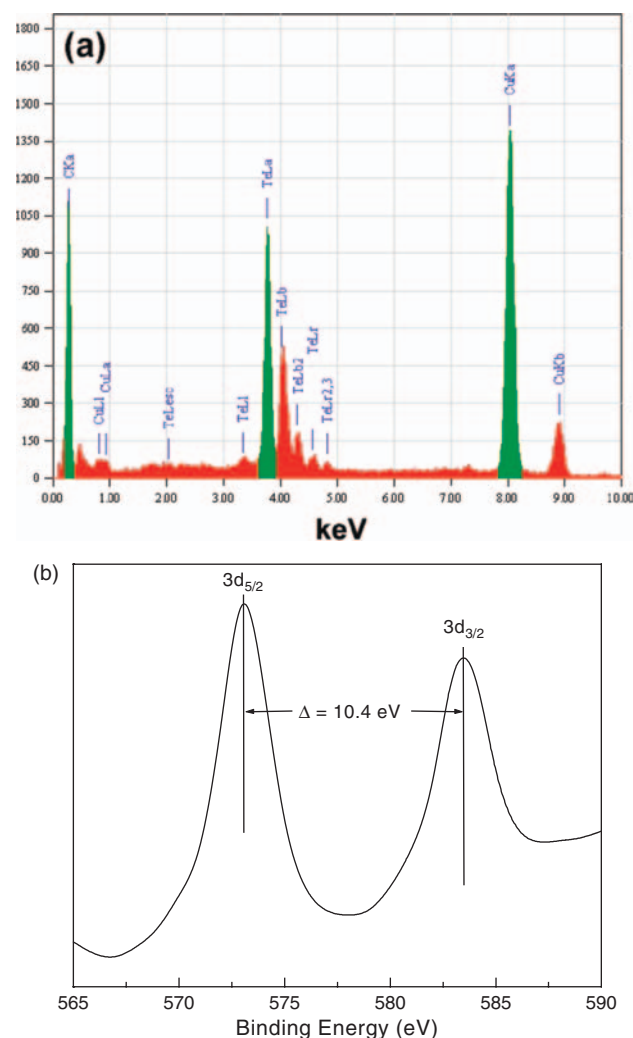 (a)
1800
1650
1500
1350
1200
1050
900
750
600
450
300
150
0
CKa
CuLl
CuLa
TeLesc
TeLl
TeLa
TeLb
TeLb2
TeLr
TeLr2,3
CuKa
CuKb
0.00 1.00 2.00 3.00 4.00 5.00 6.00 7.00 8.00 9.00 10.00
keV
(b)
3d5/2
3d3/2
Δ = 10.4 eV
565 570 575 580 585 590
Binding Energy (eV)